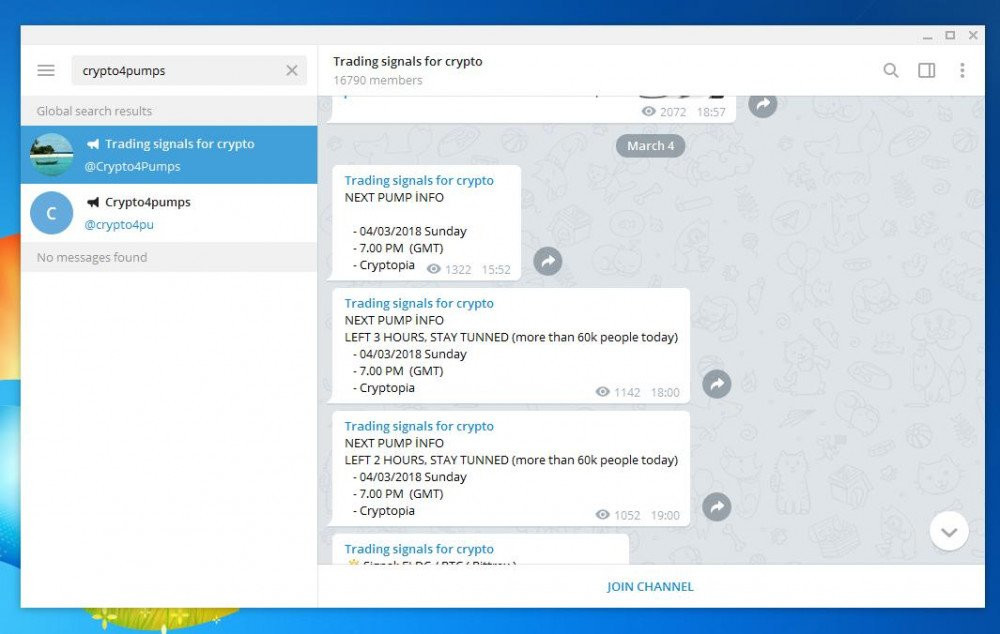 crypto4pumps
Global search results
Trading signals for crypto
@Crypto4Pumps
C
Crypto4pumps
@crypto4pu
No messages found
Trading signals for crypto
16790 members
2072 18:57
March 4
Trading signals for crypto
NEXT PUMP İNFO
- 04/03/2018 Sunday
- 7.00 PM (GMT)
- Cryptopia
1322 15:52
Trading signals for crypto
NEXT PUMP İNFO
LEFT 3 HOURS, STAY TUNNED (more than 60k people today)
- 04/03/2018 Sunday
- 7.00 PM (GMT)
- Cryptopia
1142 18:00
Trading signals for crypto
NEXT PUMP İNFO
LEFT 2 HOURS, STAY TUNNED (more than 60k people today)
- 04/03/2018 Sunday
- 7.00 PM (GMT)
- Cryptopia
1052 19:00
Trading signals for crypto
JOIN CHANNEL